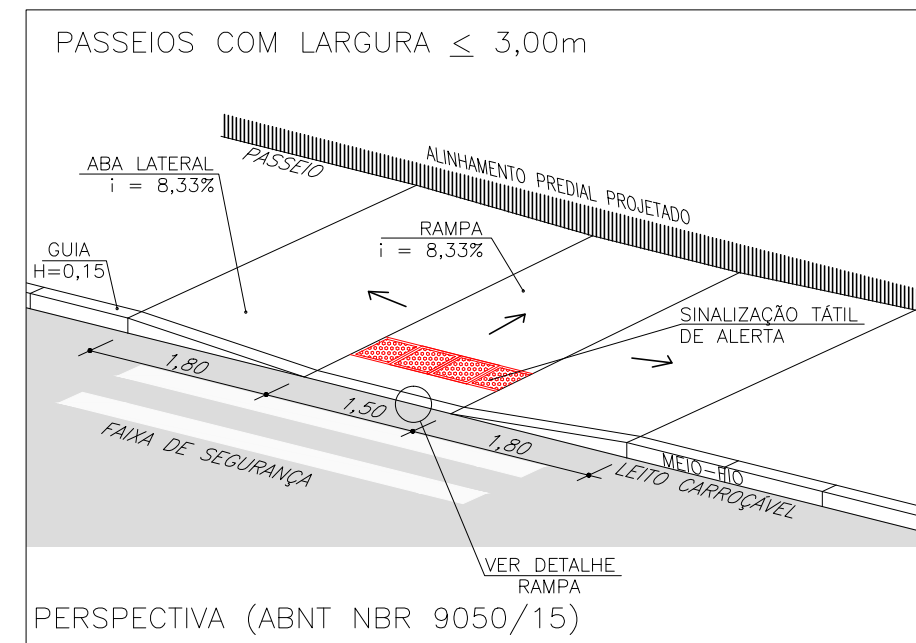 PASSEIOS COM LARGURA ≤ 3,00m
PASSEIO
ALINHAMENTO PREDIAL PROJETADO
ABA LATERAL
i = 8,33%
RAMPA
i = 8,33%
GUIA
H=0,15
SINALIZAÇÃO TÁTIL
DE ALERTA
1,80
1,50
1,80
FAIXA DE SEGURANÇA
MEIO-FIO
LEITO CARROÇÁVEL
VER DETALHE
RAMPA
PERSPECTIVA (ABNT NBR 9050/15)